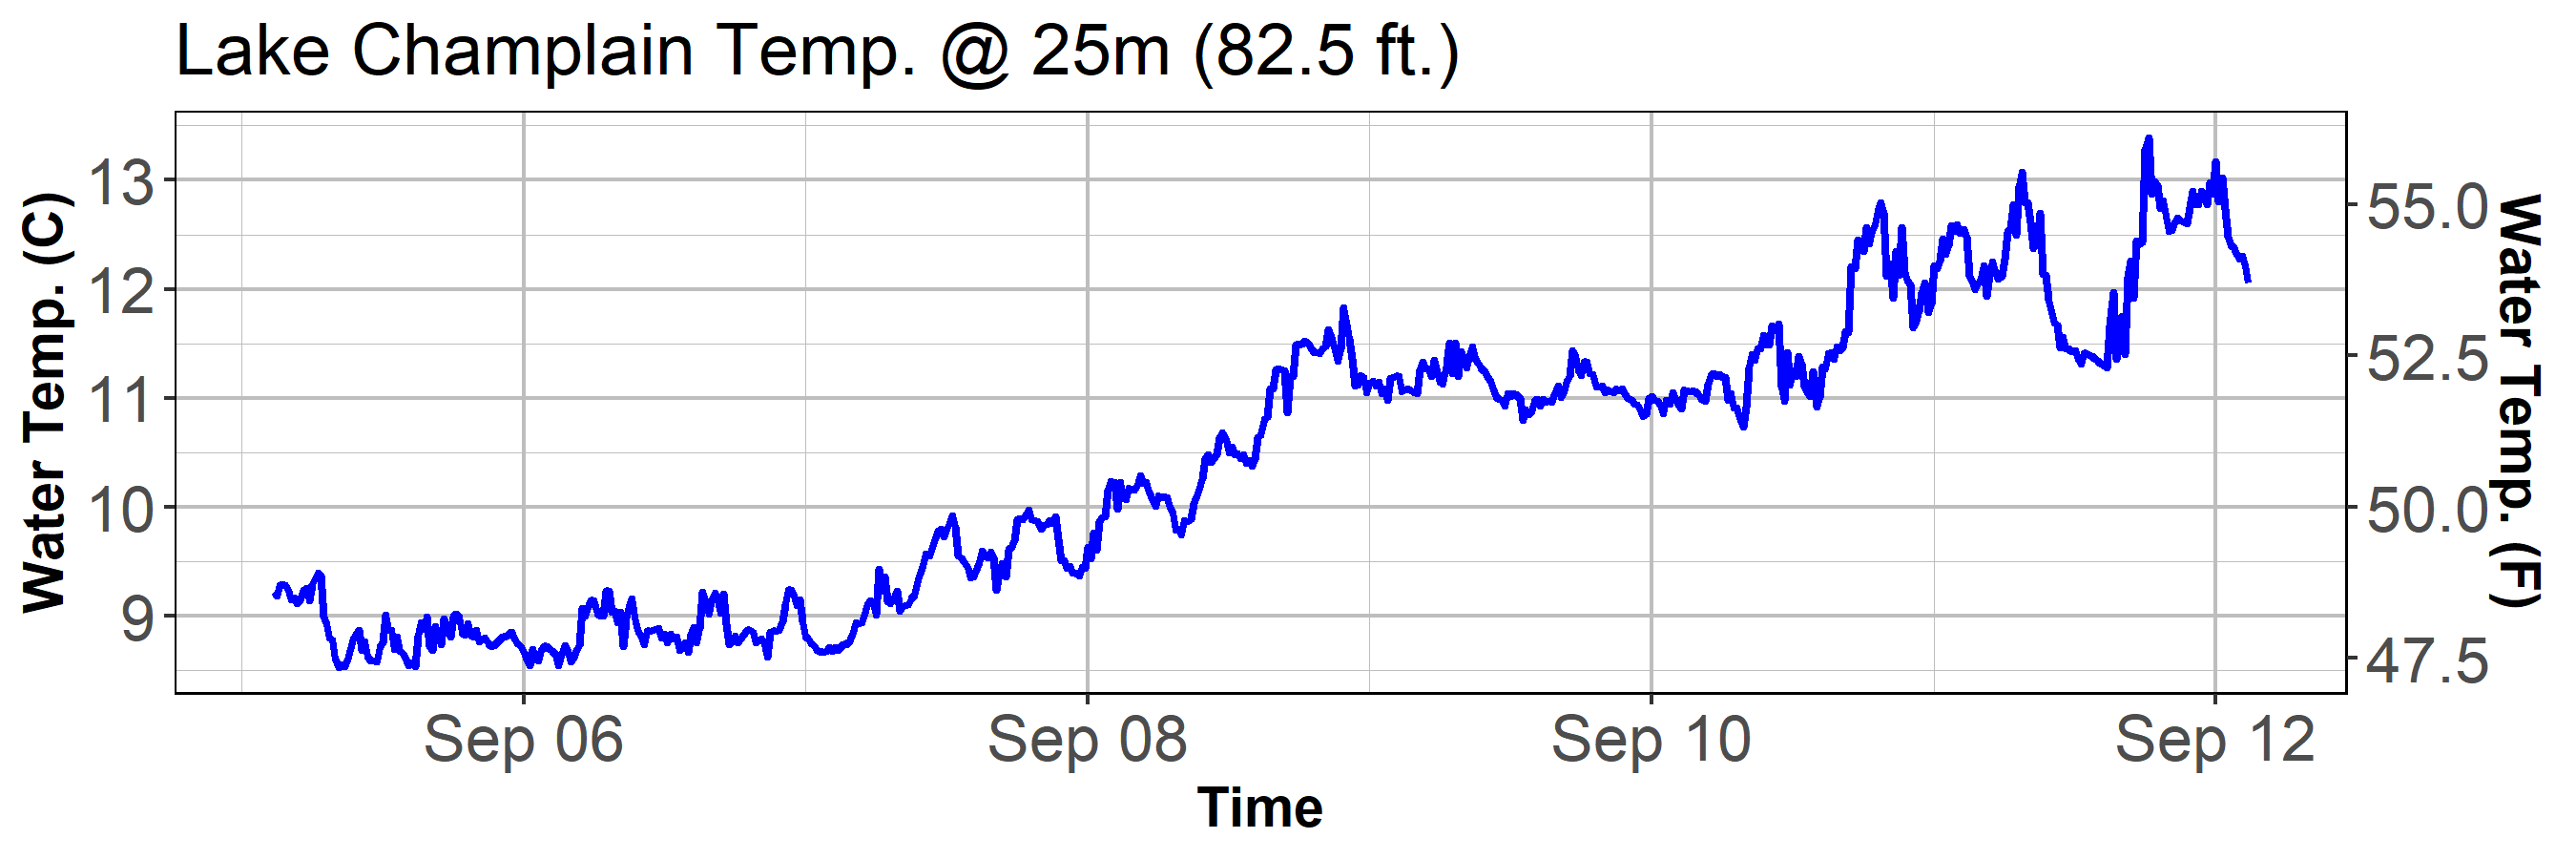 Lake Champlain Temp. @ 25m (82.5 ft.)
Water Temp. (C)
13
12
11
10
9
55.0
52.5
50.0
47.5
Water Temp. (F)
Sep 06 Sep 08 Sep 10 Sep 12
Time